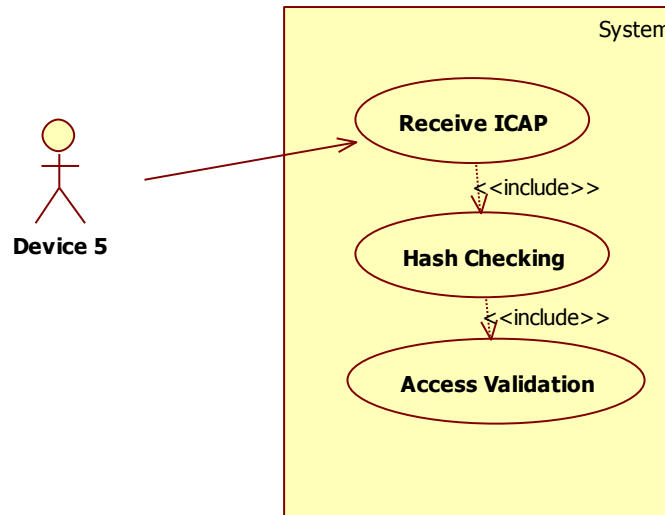 System
Receive ICAP
<<include>>
Device 5
Hash Checking
<<include>>
Access Validation